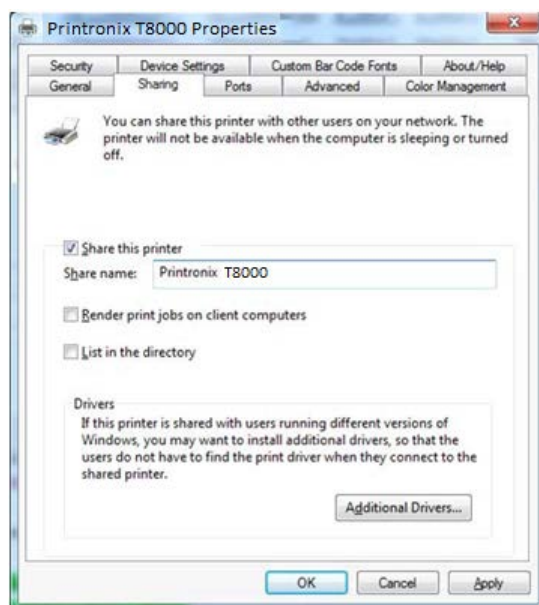 Printronix T8000 Properties
Security Device Settings Custom Bar Code Fonts About/Help
General Sharing Ports Advanced Color Management
You can share this printer with other users on your network. The
printer will not be available when the computer is sleeping or turned
off.
Share this printer
Share name: Printronix T8000
Render print jobs on client computers
List in the directory
Drivers
If this printer is shared with users running different versions of
Windows, you may want to install additional drivers, so that the
users do not have to find the print driver when they connect to the
shared printer.
Additional Drivers...
OK Cancel Apply